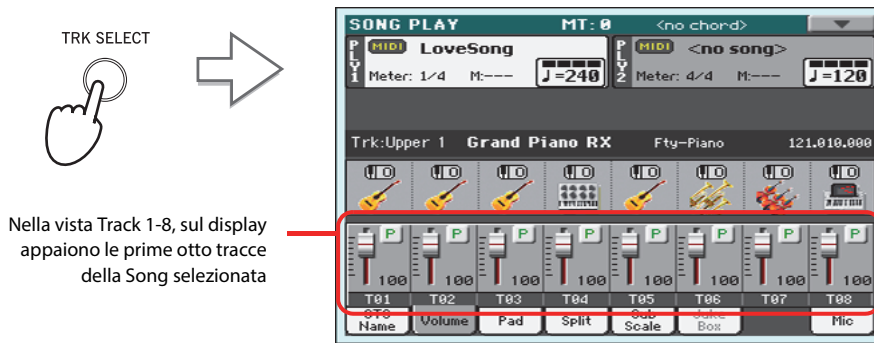 TRK SELECT
SONG PLAY MT: 0 <no chord>
PLY1 MIDI LoveSong
Meter: 1/4 M:--- ♩=240
PLY2 MIDI <no song>
Meter: 4/4 M:--- ♩=120
Trk:Upper 1 Grand Piano RX Fty-Piano 121.010.000
Nella vista Track 1-8, sul display
appaiono le prime otto tracce
della Song selezionata
P P P P P P P P
100 100 100 100 100 100 100 100
T01 T02 T03 T04 T05 T06 T07 T08
STS Name
Volume
Pad
Split
Sub Scale
Juke Box
Mic